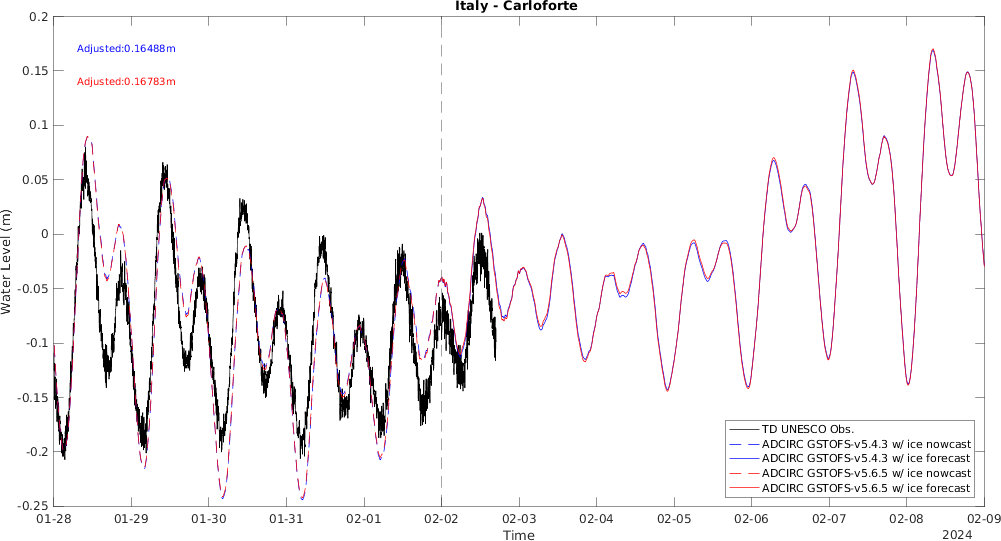 Italy - Carloforte
0.2
0.15
0.1
0.05
0
-0.05
-0.1
-0.15
-0.2
-0.25
Water Level (m)
Adjusted:0.16488m
Adjusted:0.16783m
TD UNESCO Obs.
ADCIRC GSTOFS-v5.4.3 w/ ice nowcast
ADCIRC GSTOFS-v5.4.3 w/ ice forecast
ADCIRC GSTOFS-v5.6.5 w/ ice nowcast
ADCIRC GSTOFS-v5.6.5 w/ ice forecast
01-28 01-29 01-30 01-31 02-01 02-02 02-03 02-04 02-05 02-06 02-07 02-08 02-09
Time
2024